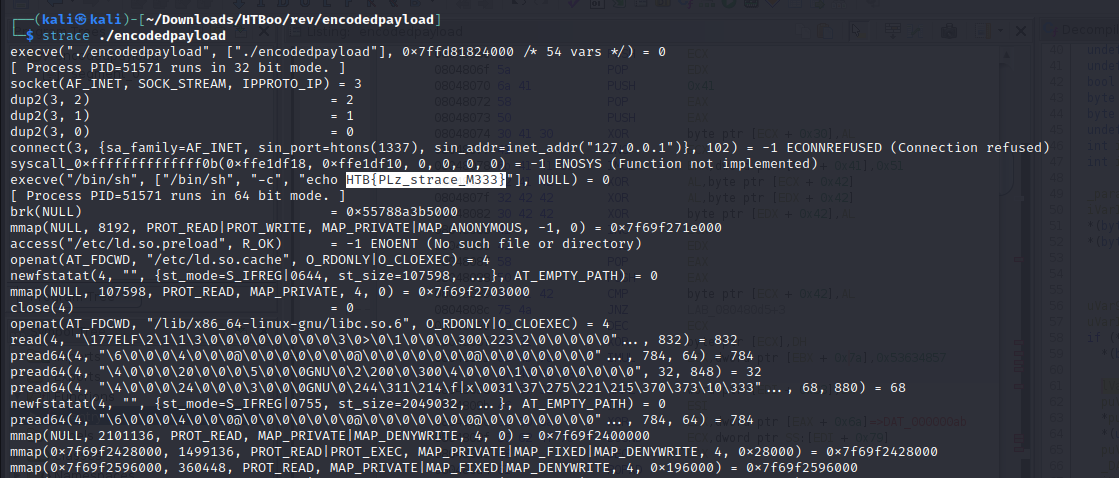 ┌──(kali㉿kali)-[~/Downloads/HTBoo/rev/encodedpayload]
└─$ strace ./encodedpayload
execve("./encodedpayload", ["./encodedpayload"], 0×7ffd81824000 /* 54 vars */) = 0
[ Process PID=51571 runs in 32 bit mode. ]
socket(AF_INET, SOCK_STREAM, IPPROTO_IP) = 3
dup2(3, 2) = 2
dup2(3, 1) = 1
dup2(3, 0) = 0
connect(3, {sa_family=AF_INET, sin_port=htons(1337), sin_addr=inet_addr("127.0.0.1")}, 102) = -1 ECONNREFUSED (Connection refused)
syscall_0×ffffffffffffff0b(0×ffe1df18, 0×ffe1df10, 0, 0, 0, 0) = -1 ENOSYS (Function not implemented)
execve("/bin/sh", ["/bin/sh", "-c", "echo HTB{PLz_strace_M333}"], NULL) = 0
[ Process PID=51571 runs in 64 bit mode. ]
brk(NULL) = 0×55788a3b5000
mmap(NULL, 8192, PROT_READ|PROT_WRITE, MAP_PRIVATE|MAP_ANONYMOUS, -1, 0) = 0×7f69f271e000
access("/etc/ld.so.preload", R_OK) = -1 ENOENT (No such file or directory)
openat(AT_FDCWD, "/etc/ld.so.cache", O_RDONLY|O_CLOEXEC) = 4
newfstatat(4, "", {st_mode=S_IFREG|0644, st_size=107598, ...}, AT_EMPTY_PATH) = 0
mmap(NULL, 107598, PROT_READ, MAP_PRIVATE, 4, 0) = 0×7f69f2703000
close(4) = 0
openat(AT_FDCWD, "/lib/x86_64-linux-gnu/libc.so.6", O_RDONLY|O_CLOEXEC) = 4
read(4, "\177ELF\2\1\1\3\0\0\0\0\0\0\0\0\3\0>\0\1\0\0\0\300\223\2\0\0\0\0\0"..., 832) = 832
pread64(4, "\6\0\0\0\4\0\0\0@\0\0\0\0\0\0\0@\0\0\0\0\0\0\0@\0\0\0\0\0\0\0"..., 784, 64) = 784
pread64(4, "\4\0\0\0\20\0\0\0\5\0\0\0GNU\0\2\200\0\300\4\0\0\0\1\0\0\0\0\0\0\0", 32, 848) = 32
pread64(4, "\4\0\0\0\24\0\0\0\3\0\0\0GNU\0\244\311\214\f|x\0031\37\275\221\215\370\373\10\333"..., 68, 880) = 68
newfstatat(4, "", {st_mode=S_IFREG|0755, st_size=2049032, ...}, AT_EMPTY_PATH) = 0
pread64(4, "\6\0\0\0\4\0\0\0@\0\0\0\0\0\0\0@\0\0\0\0\0\0\0@\0\0\0\0\0\0\0"..., 784, 64) = 784
mmap(NULL, 2101136, PROT_READ, MAP_PRIVATE|MAP_DENYWRITE, 4, 0) = 0×7f69f2400000
mmap(0×7f69f2428000, 1499136, PROT_READ|PROT_EXEC, MAP_PRIVATE|MAP_FIXED|MAP_DENYWRITE, 4, 0×28000) = 0×7f69f2428000
mmap(0×7f69f2596000, 360448, PROT_READ, MAP_PRIVATE|MAP_FIXED|MAP_DENYWRITE, 4, 0×196000) = 0×7f69f2596000